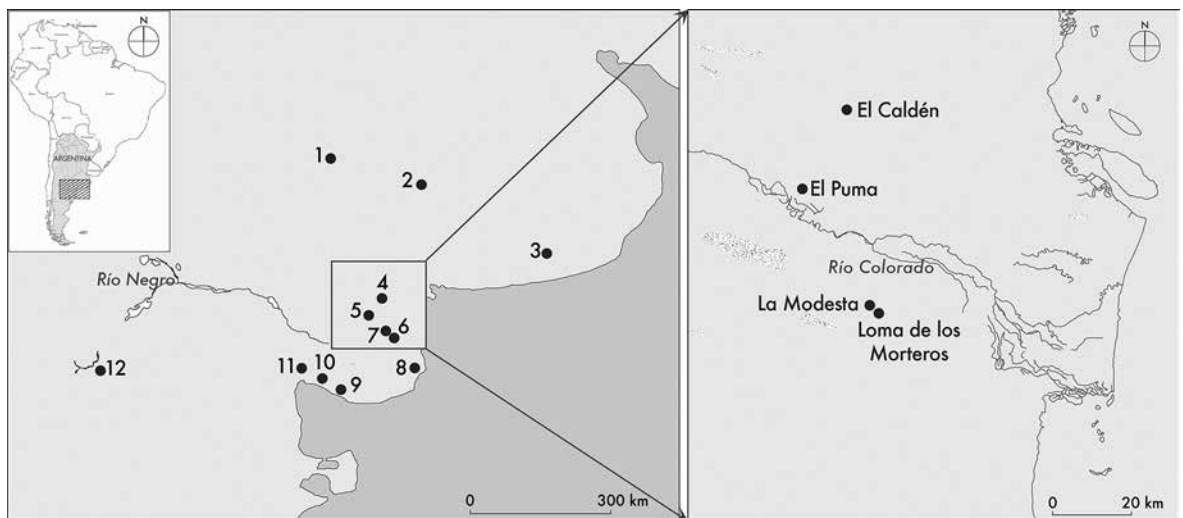 N
ARGENTINA
1
2
3
Río Negro
4
5
7
6
11
10
8
9
12
0
300 km
N
El Caldén
El Puma
Río Colorado
La Modesta
Loma de los
Morteros
0
20 km